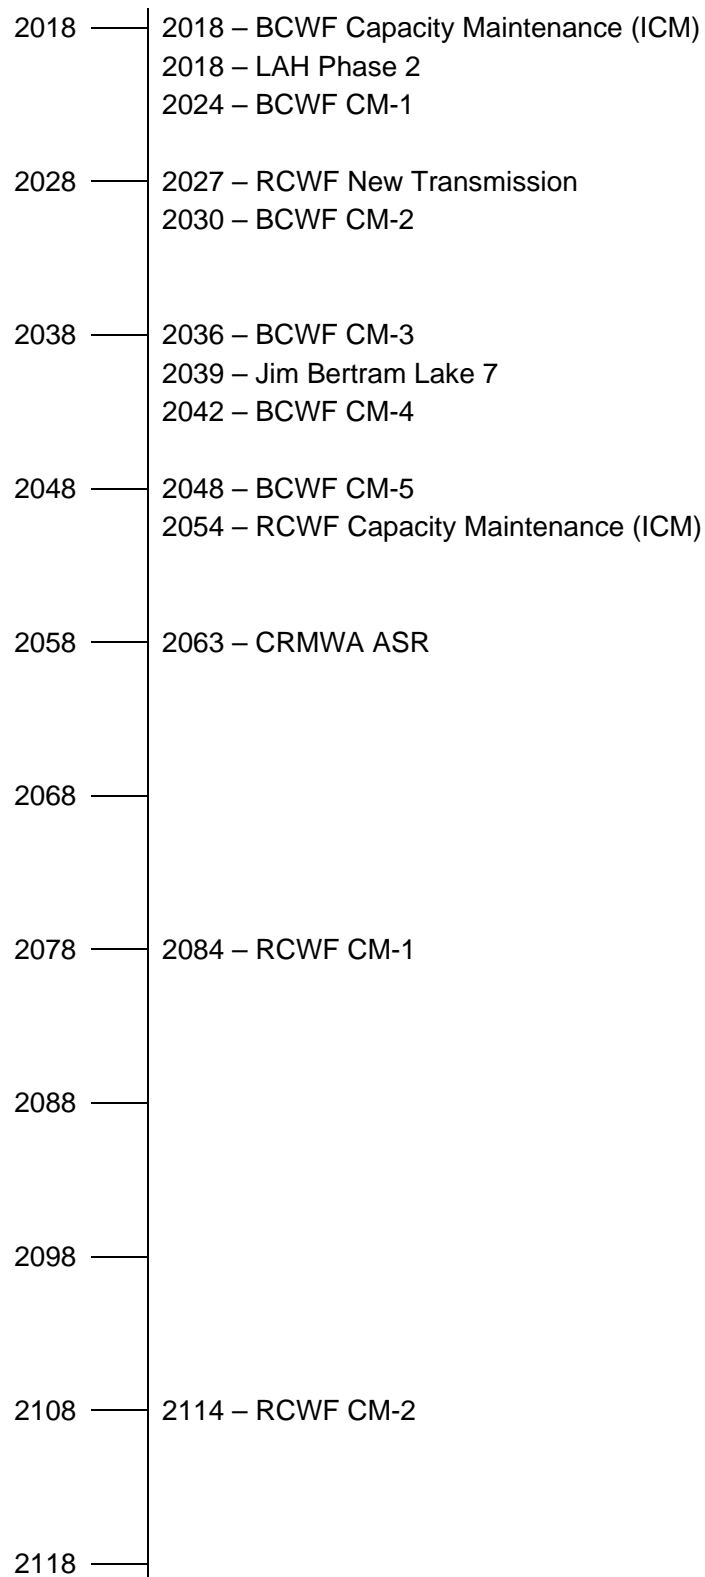 2018 2018 – BCWF Capacity Maintenance (ICM)
2018 – LAH Phase 2
2024 – BCWF CM-1
2028 2027 – RCWF New Transmission
2030 – BCWF CM-2
2038 2036 – BCWF CM-3
2039 – Jim Bertram Lake 7
2042 – BCWF CM-4
2048 2048 – BCWF CM-5
2054 – RCWF Capacity Maintenance (ICM)
2058 2063 – CRMWA ASR
2068
2078 2084 – RCWF CM-1
2088
2098
2108 2114 – RCWF CM-2
2118